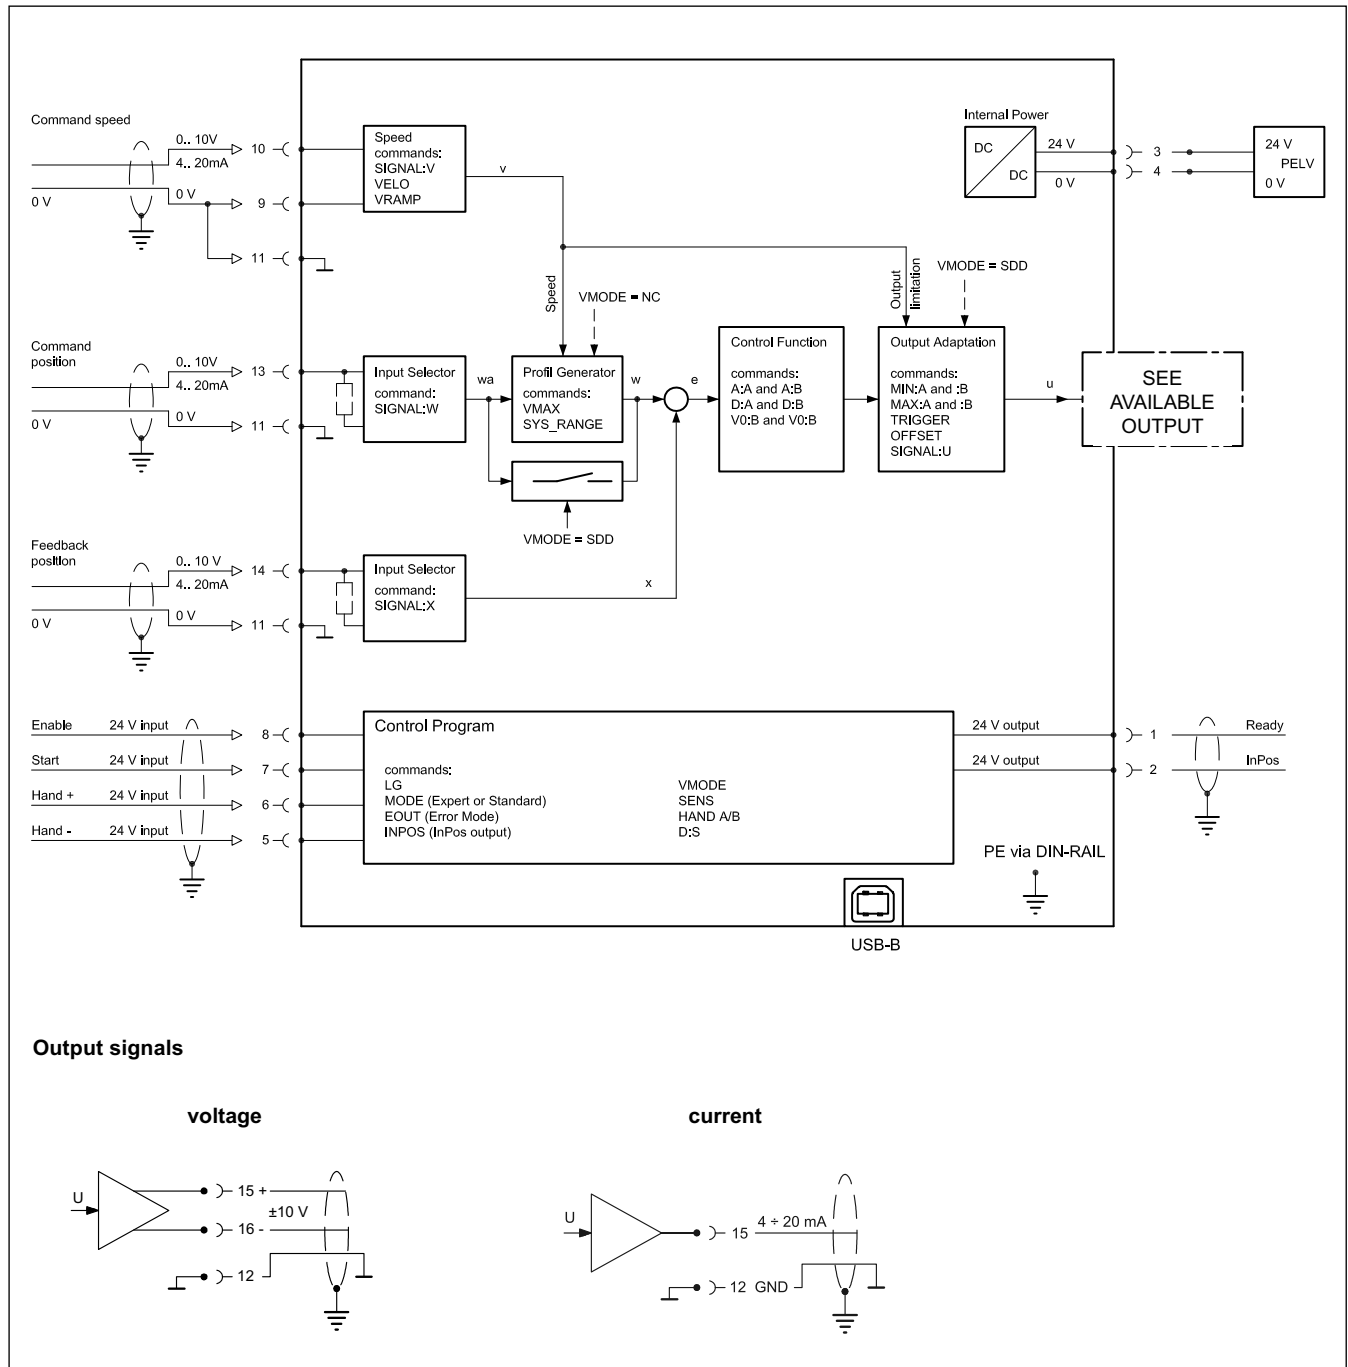 Command speed
0.. 10V
4.. 20mA
0 V
0 V
10
9
11
Speed
commands:
SIGNAL:V
VELO
VRAMP
v
Internal Power
DC
DC
24 V
0 V
3
4
24 V
PELV
0 V
Speed
VMODE = NC
Output
limitation
VMODE = SDD
Command
position
0.. 10V
4.. 20mA
0 V
0 V
13
11
Input Selector
command:
SIGNAL:W
wa
Profil Generator
commands:
VMAX
SYS_RANGE
w
e
VMODE = SDD
Control Function
commands:
A:A and A:B
D:A and D:B
V0:B and V0:B
Output Adaptation
commands:
MIN:A and :B
MAX:A and :B
TRIGGER
OFFSET
SIGNAL:U
u
SEE
AVAILABLE
OUTPUT
Feedback
position
0.. 10 V
4.. 20mA
0 V
0 V
14
11
Input Selector
command:
SIGNAL:X
x
Enable 24 V input 8
Start 24 V input 7
Hand + 24 V input 6
Hand - 24 V input 5
Control Program
commands:
LG
MODE (Expert or Standard)
EOUT (Error Mode)
INPOS (InPos output)
VMODE
SENS
HAND A/B
D:S
24 V output 1 Ready
24 V output 2 InPos
PE via DIN-RAIL
USB-B
Output signals
voltage
U
15 +
±10 V
16 -
12
current
U
15 4 ÷ 20 mA
12 GND